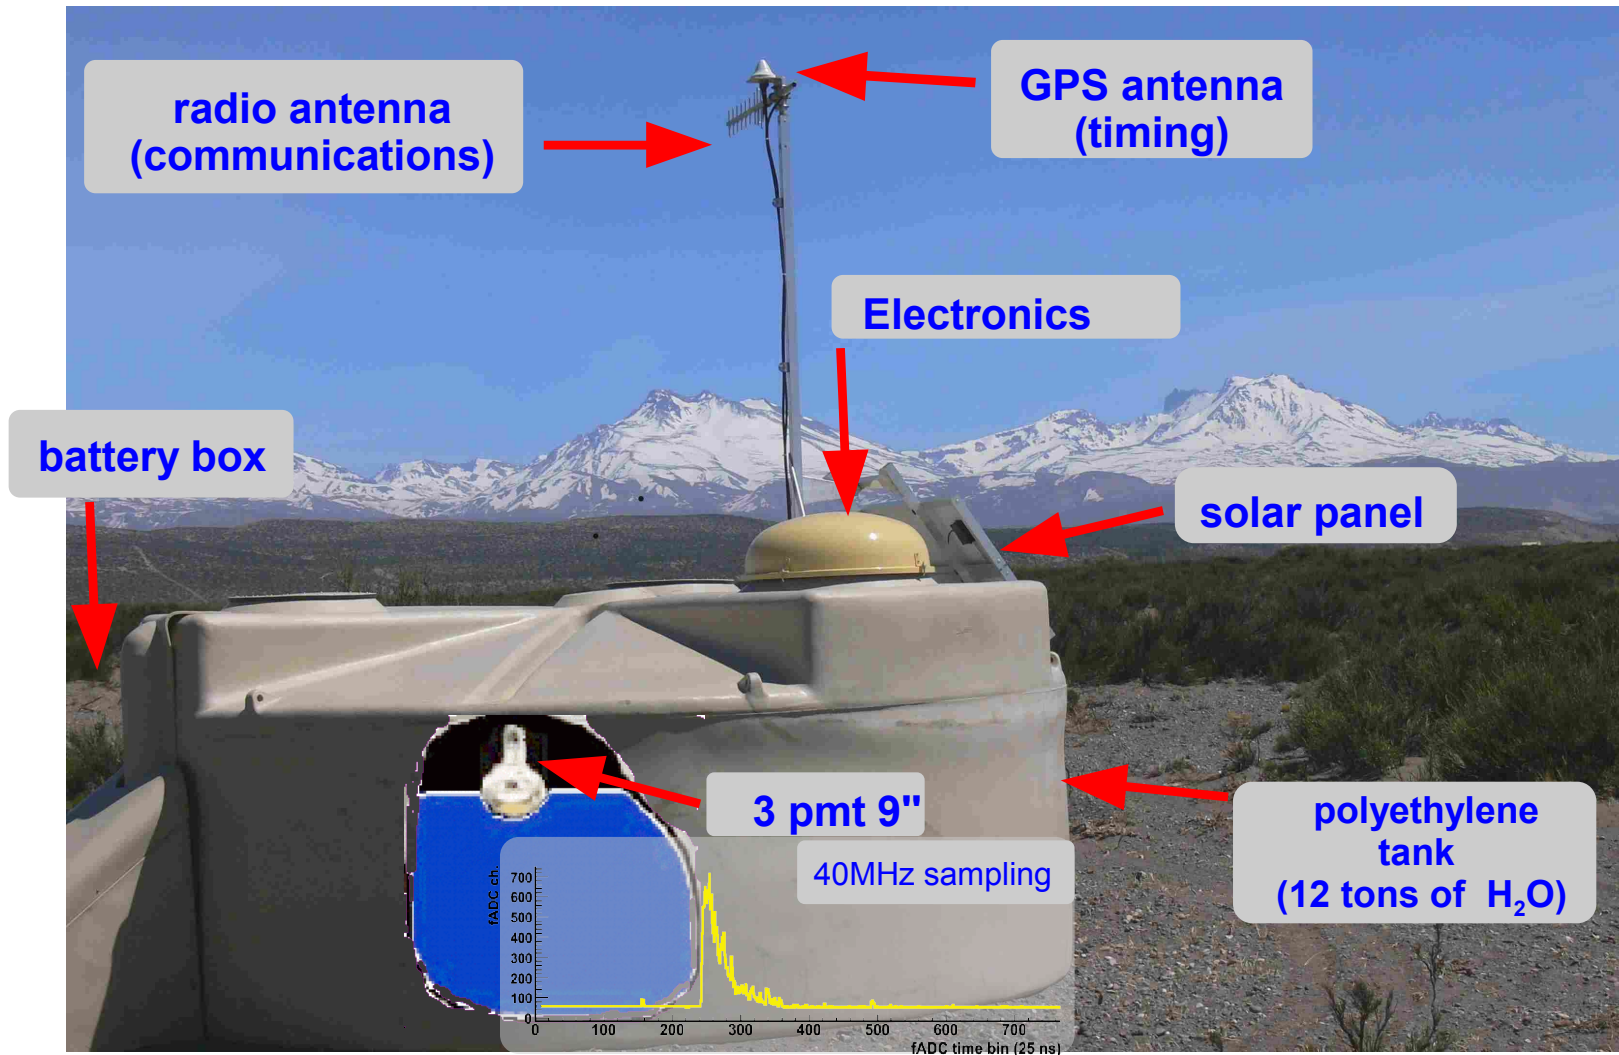 radio antenna
(communications)
GPS antenna
(timing)
Electronics
battery box
solar panel
3 pmt 9"
polyethylene
tank
(12 tons of H₂O)
40MHz sampling
fADC ch.
700
600
500
400
300
200
100
0
0 100 200 300 400 500 600 700
fADC time bin (25 ns)